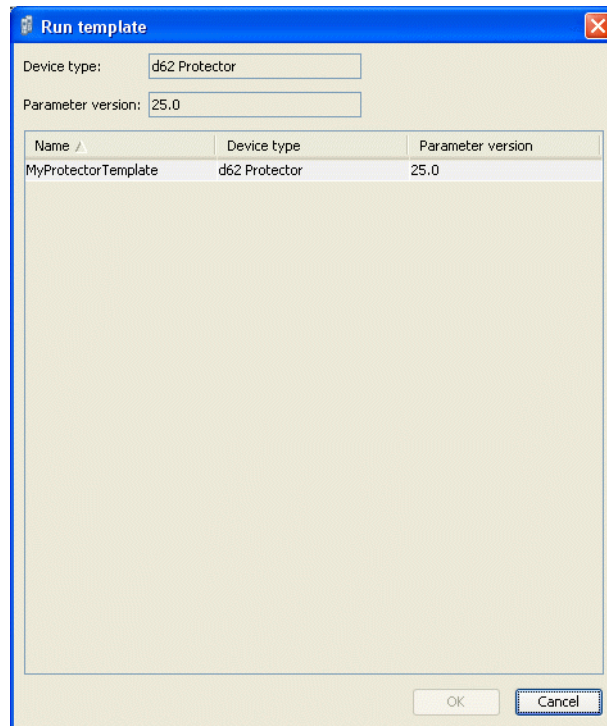 Run template
Device type: d62 Protector
Parameter version: 25.0
Name Device type Parameter version
MyProtectorTemplate d62 Protector 25.0
OK Cancel